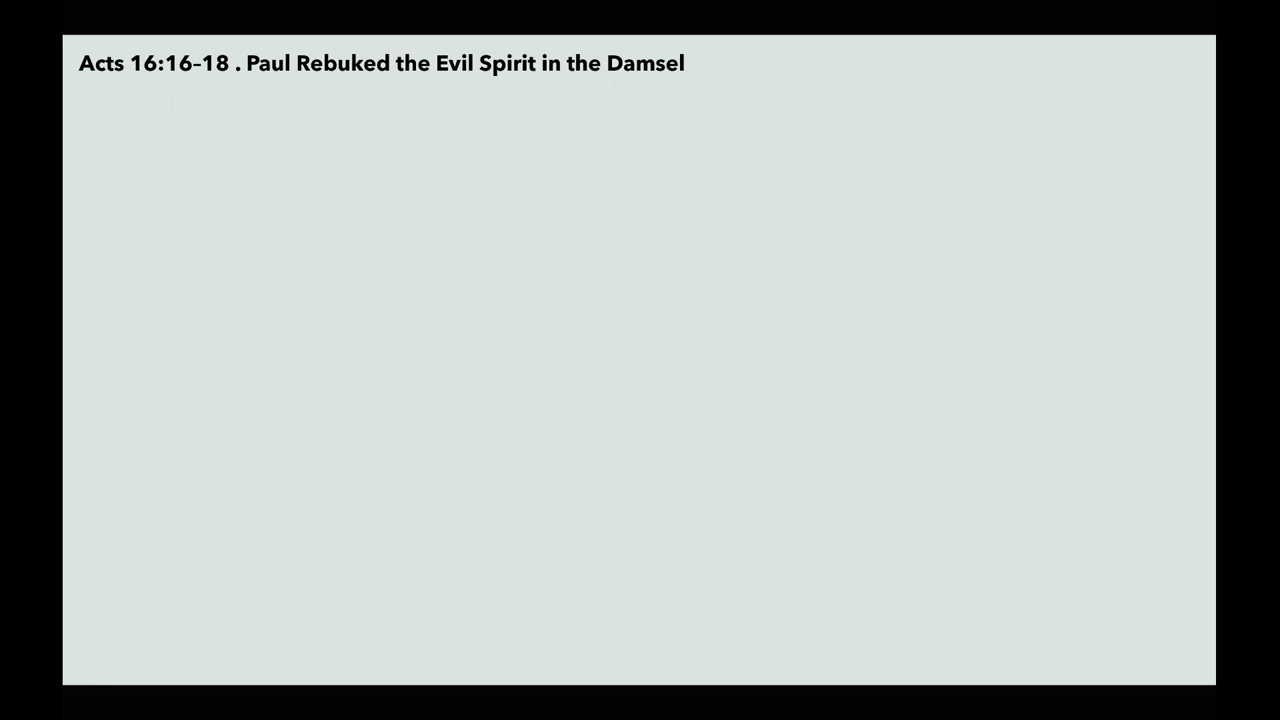 Acts 16:16–18 . Paul Rebuked the Evil Spirit in the Damsel